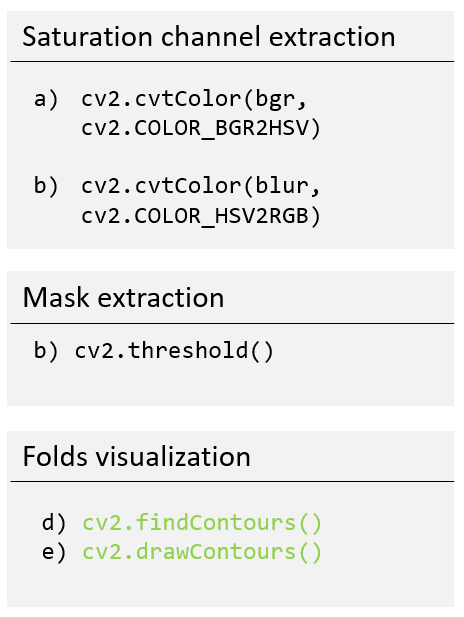 Saturation channel extraction
a) cv2.cvtColor(bgr,
cv2.COLOR_BGR2HSV)
b) cv2.cvtColor(blur,
cv2.COLOR_HSV2RGB)
Mask extraction
b) cv2.threshold()
Folds visualization
d) cv2.findContours()
e) cv2.drawContours()